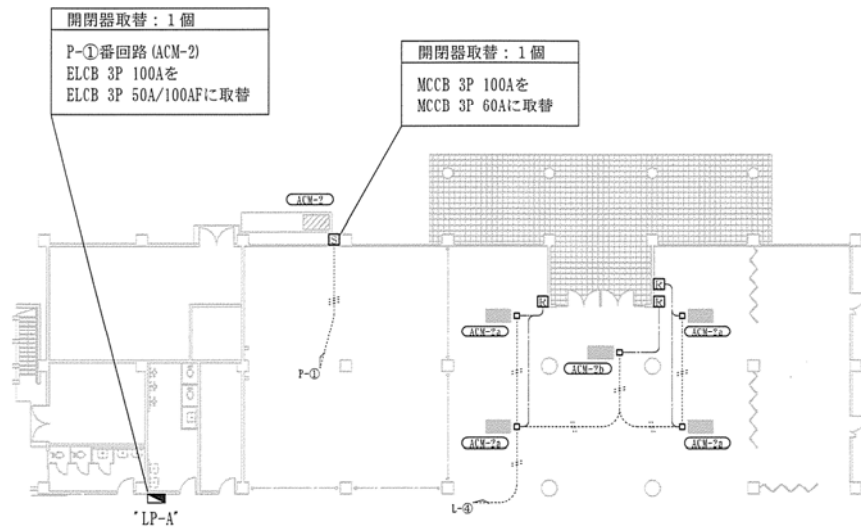 開閉器取替：1個
P-①番回路(ACM-2)
ELCB 3P 100Aを
ELCB 3P 50A/100AFに取替
開閉器取替：1個
MCCB 3P 100Aを
MCCB 3P 60Aに取替
ACM-2
ACM-2a
ACM-2a
ACM-2b
P-①
ACM-2a
ACM-2a
L-④
"LP-A"